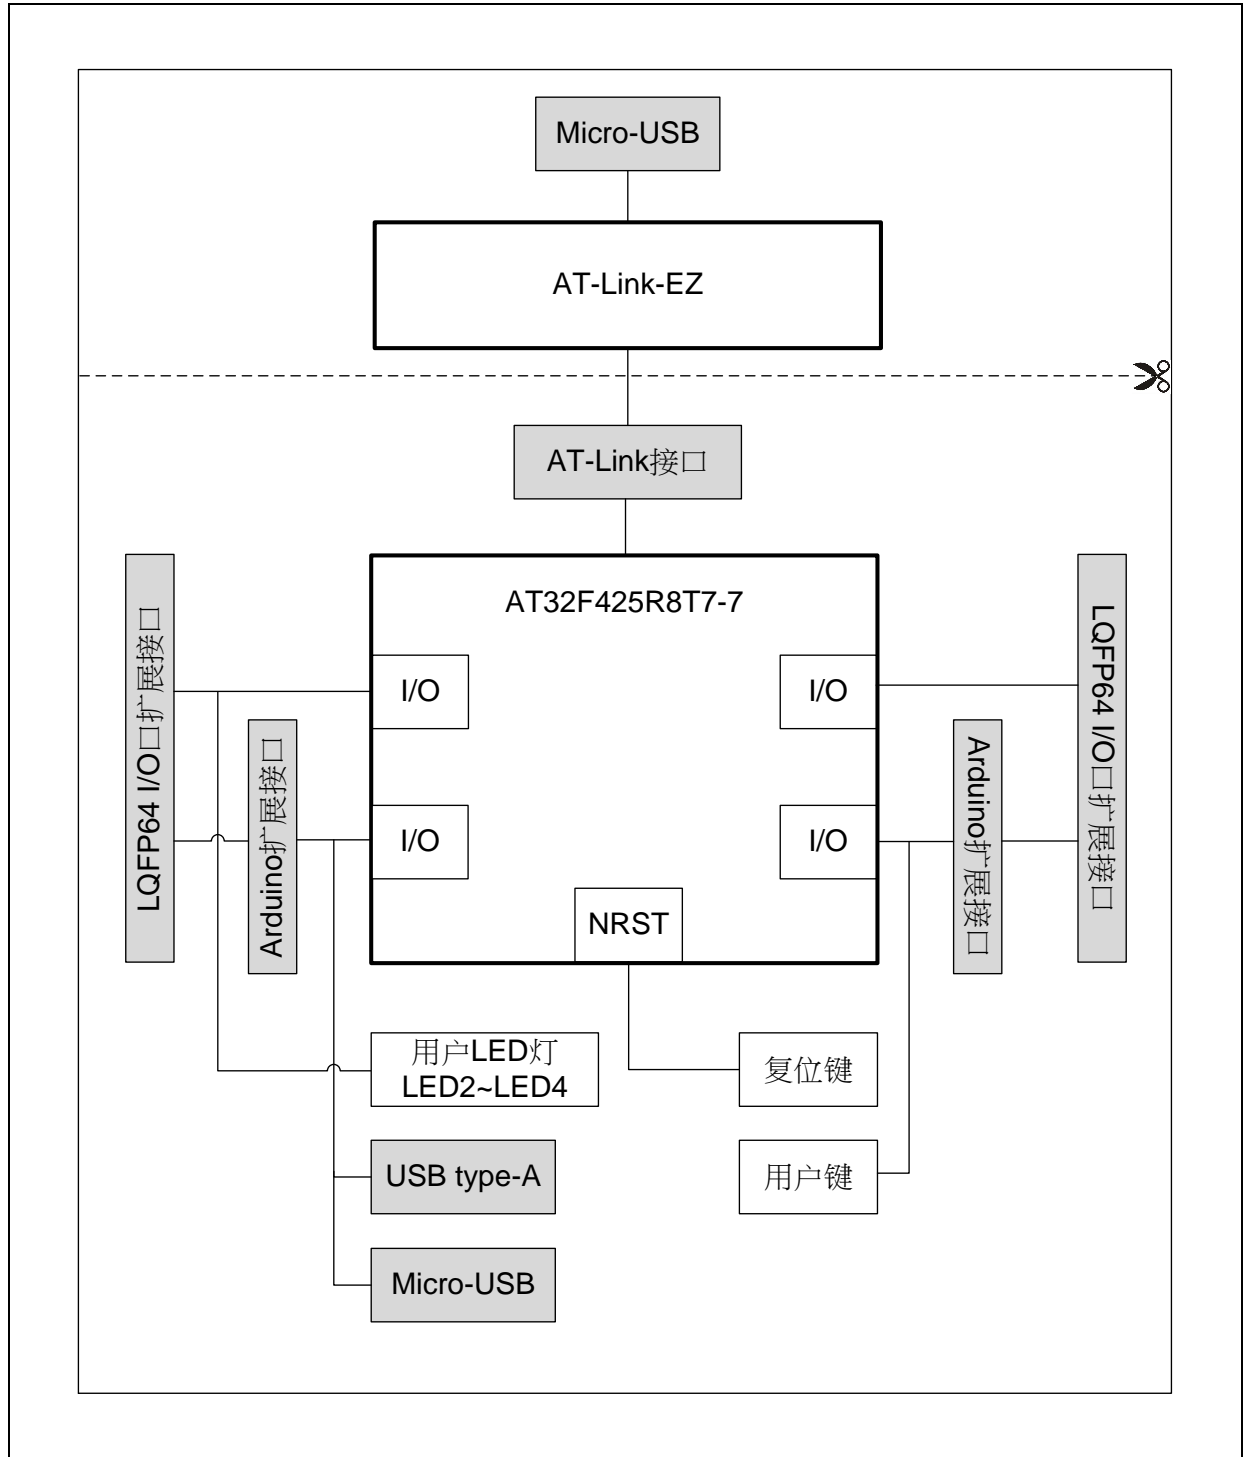 Micro-USB
AT-Link-EZ
AT-Link接口
AT32F425R8T7-7
LQFP64 I/O口扩展接口
I/O
I/O
LQFP64 I/O口扩展接口
Arduino扩展接口
I/O
I/O
Arduino扩展接口
NRST
用户LED灯
LED2~LED4
复位键
USB type-A
用户键
Micro-USB